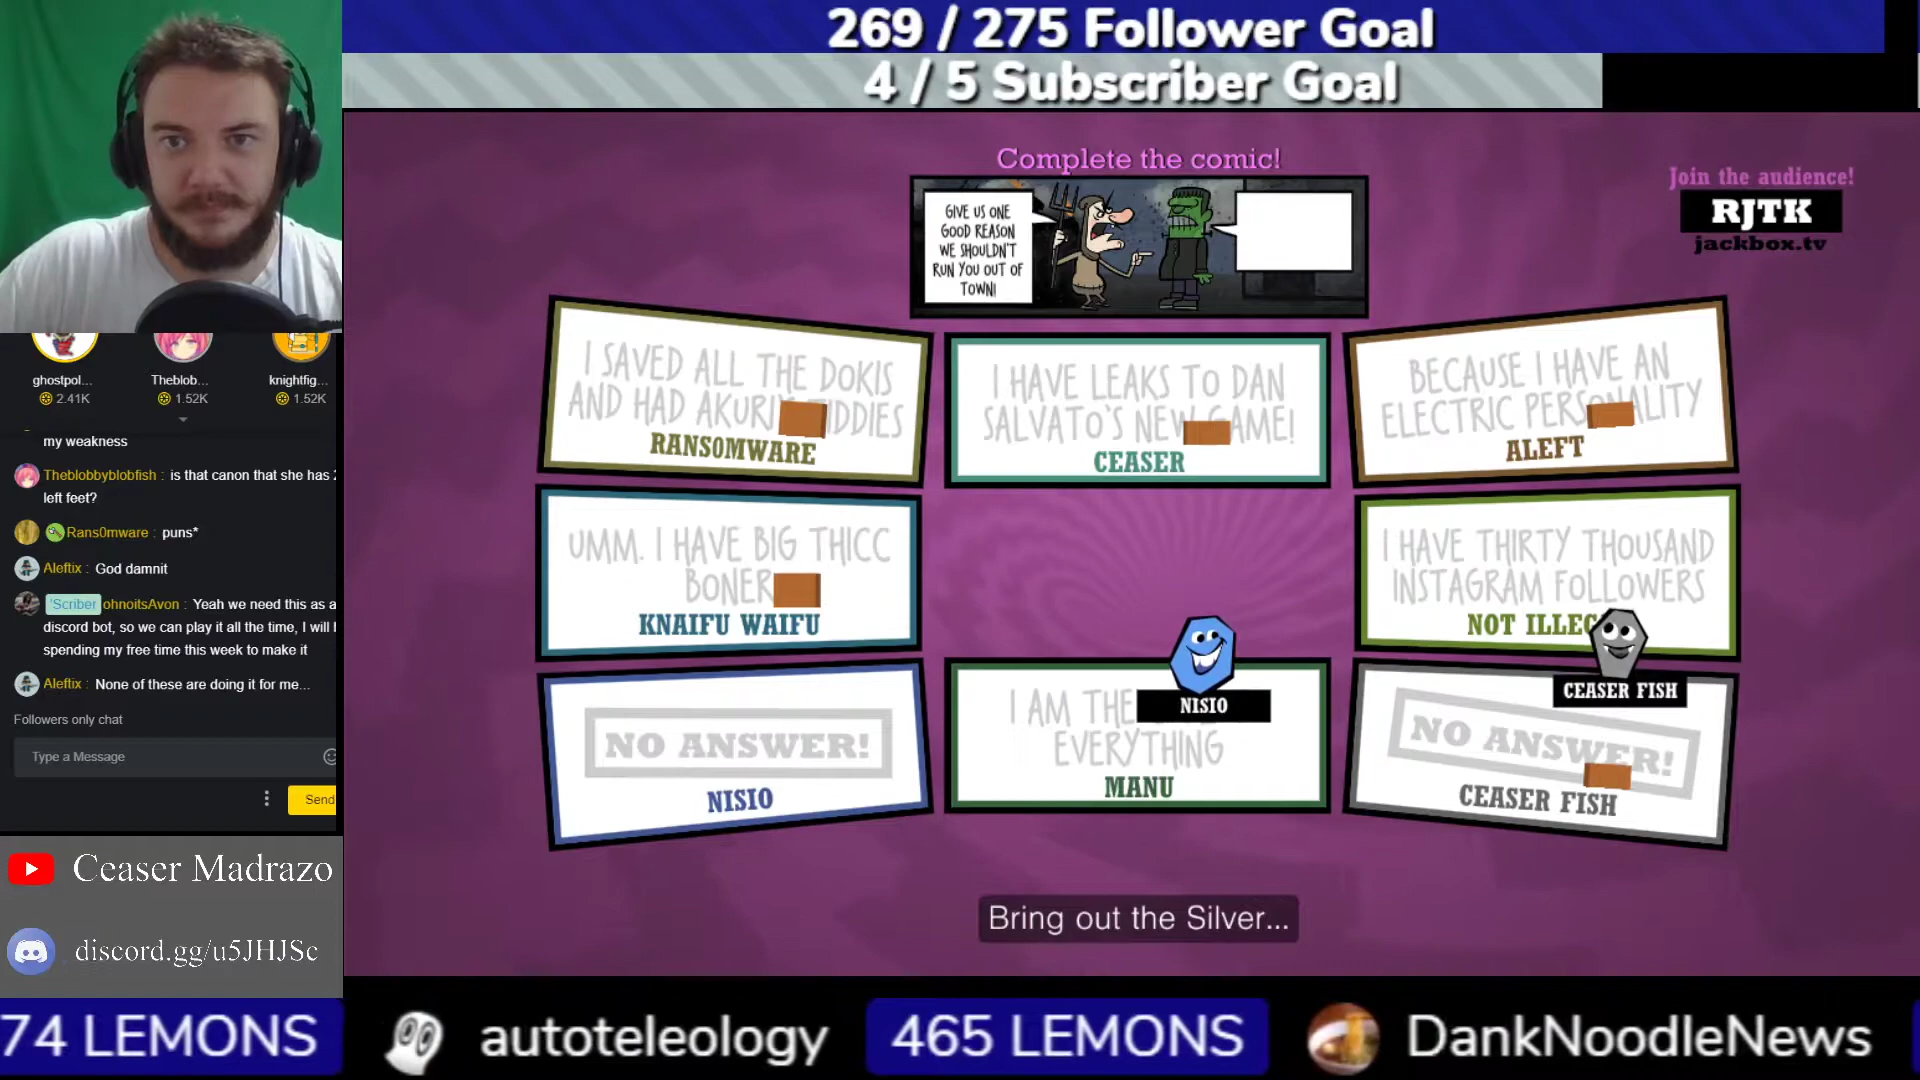 269 / 275 Follower Goal
4 / 5 Subscriber Goal
Complete the comic!
GIVE US ONE
GOOD REASON
WE SHOULDN'T
RUN YOU OUT OF
TOWN!
Join the audience!
RJTK
jackbox.tv
I SAVED ALL THE DOKIS
AND HAD TIDDIES
RANSOMWARE
I HAVE LEAKS TO DAN
SALVATO'S NEW GAME!
CEASER
BECAUSE I HAVE AN
ELECTRIC PERSONALITY
ALEFT
UMM. I HAVE BIG THICC
BONER
KNAIFU WAIFU
I HAVE THIRTY THOUSAND
INSTAGRAM FOLLOWERS
NOT ILLEG
CEASER FISH
NO ANSWER!
NISIO
I AM THE
NISIO
EVERYTHING
MANU
NO ANSWER!
CEASER FISH
Bring out the Silver...
ghostpol...
2.41K
Theblob...
1.52K
knightfig...
1.52K
my weakness
Theblobbyblobfish : is that canon that she has 2
left feet?
Rans0mware : puns*
Aleftix : God damnit
'Scriber ohnoitsAvon : Yeah we need this as a
discord bot, so we can play it all the time, I will
spending my free time this week to make it
Aleftix : None of these are doing it for me...
Followers only chat
Type a Message
Send
Ceaser Madrazo
discord.gg/u5JHJSc
74 LEMONS
autoteleology
465 LEMONS
DankNoodleNews